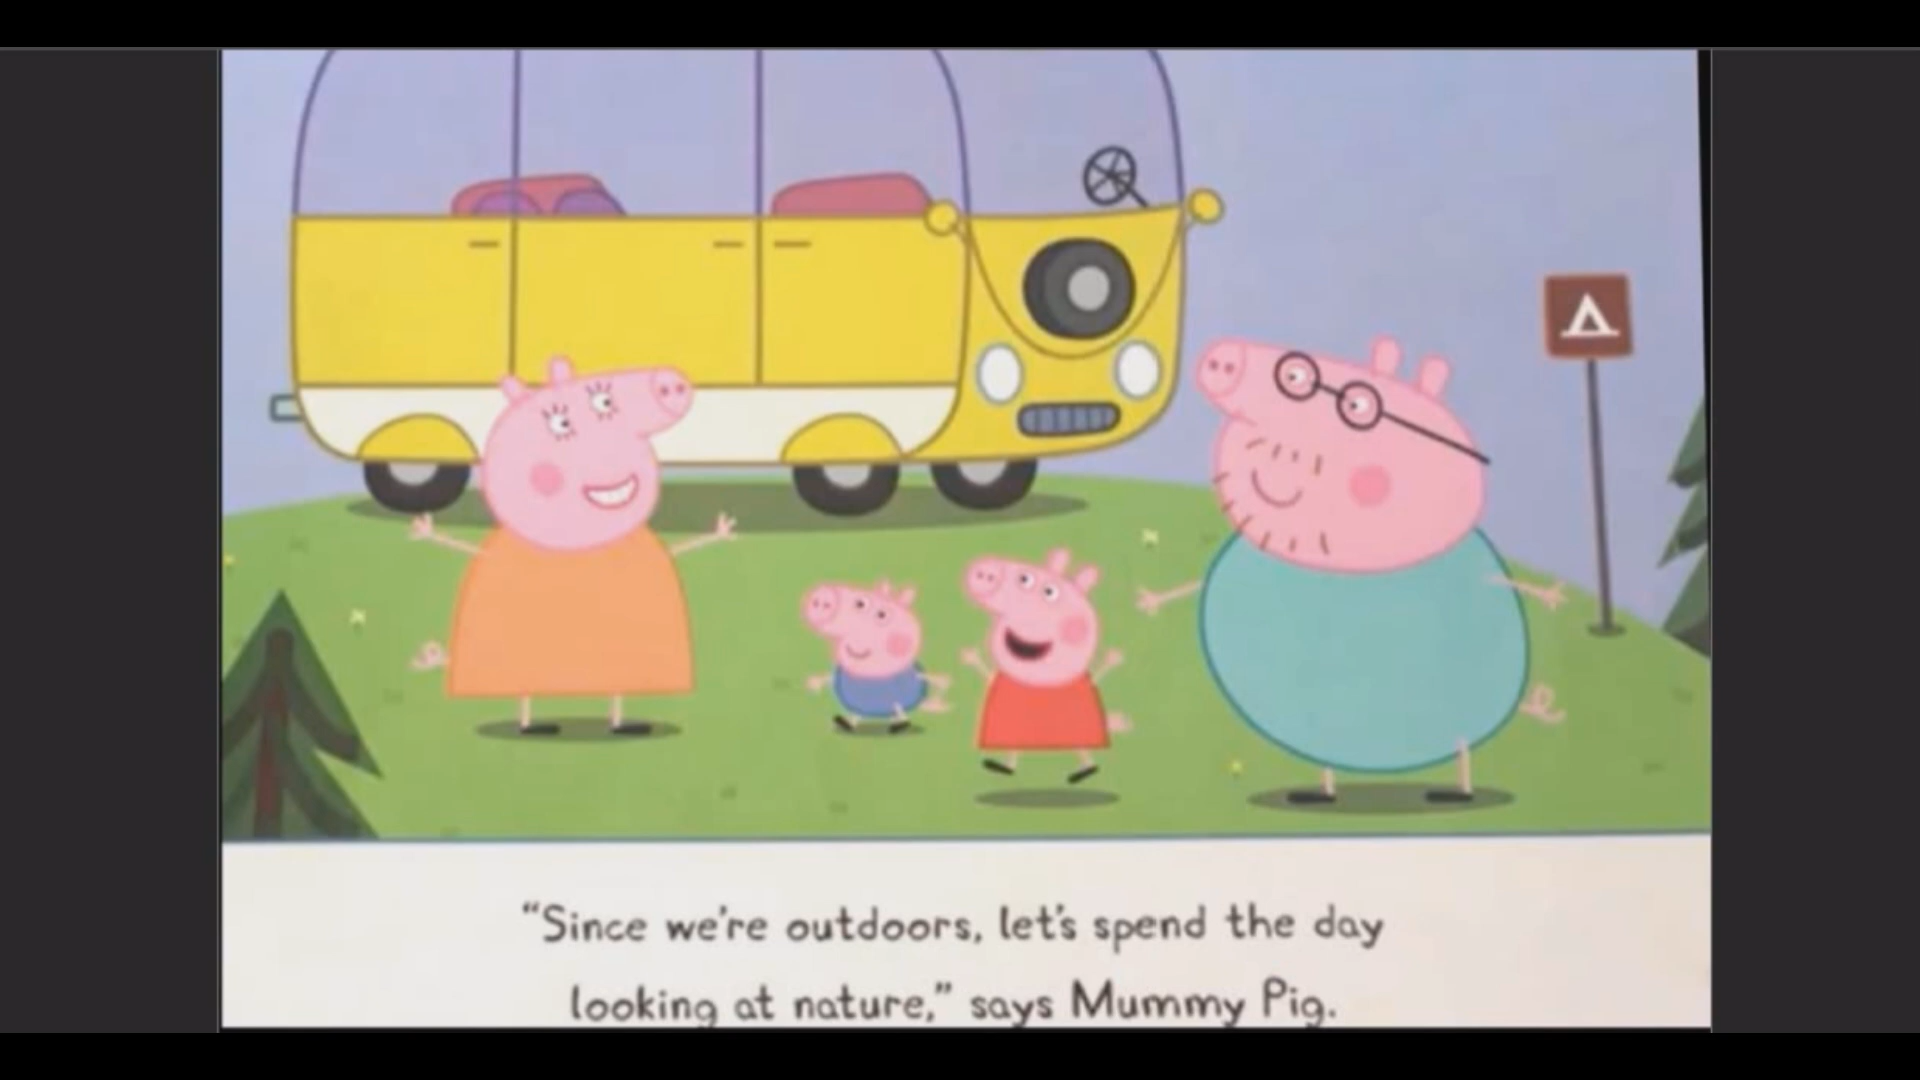 “Since we’re outdoors, let’s spend the day
looking at nature,” says Mummy Pig.